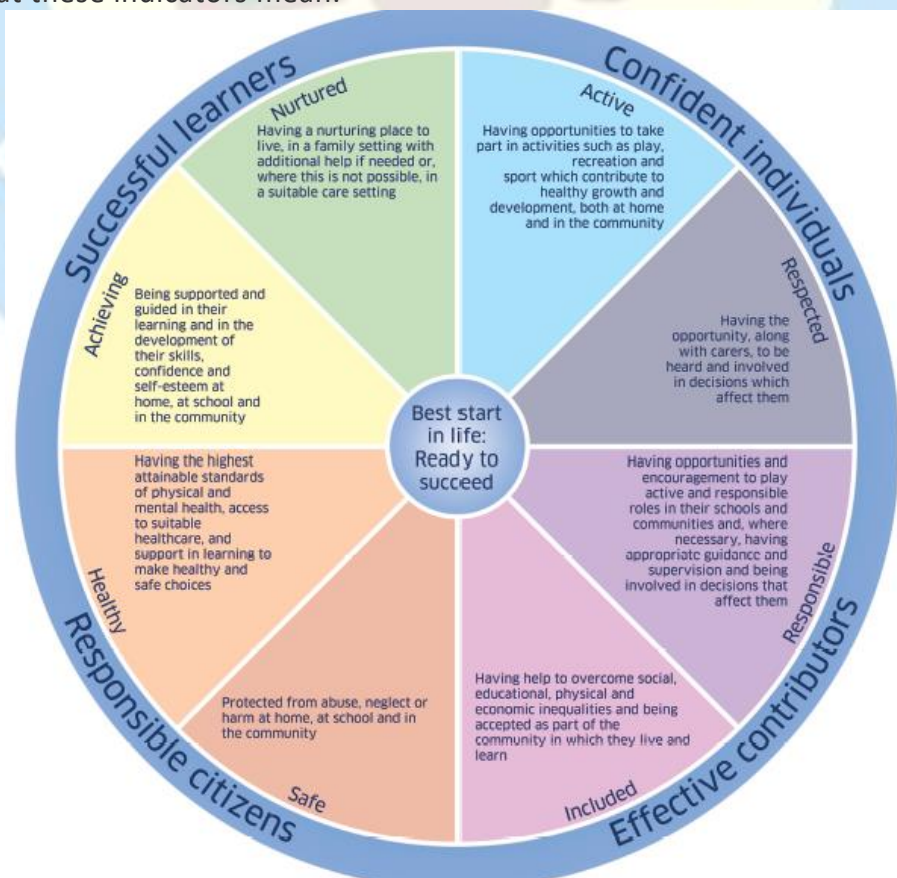 at these indicators mean.
Successful learners
Confident individuals
Nurtured
Having a nurturing place to
live, in a family setting with
additional help if needed or,
where this is not possible, in
a suitable care setting
Active
Having opportunities to take
part in activities such as play,
recreation and
sport which contribute to
healthy growth and
development, both at home
and in the community
Achieving
Being supported and
guided in their
learning and in the
development of
their skills,
confidence and
self-esteem at
home, at school and
in the community
Respected
Having the
opportunity, along
with carers, to be
heard and involved
in decisions which
affect them
Best start
in life:
Ready to
succeed
Healthy
Having the highest
attainable standards
of physical and
mental health, access
to suitable
healthcare, and
support in learning to
make healthy and
safe choices
Responsible
Having opportunities and
encouragement to play
active and responsible
roles in their schools and
communities and, where
necessary, having
appropriate guidance and
supervision and being
involved in decisions that
affect them
Protected from abuse, neglect or
harm at home, at school and in
the community
Safe
Having help to overcome social,
educational, physical and
economic inequalities and being
accepted as part of the
community in which they live and
learn
Included
Responsible citizens
Effective contributors